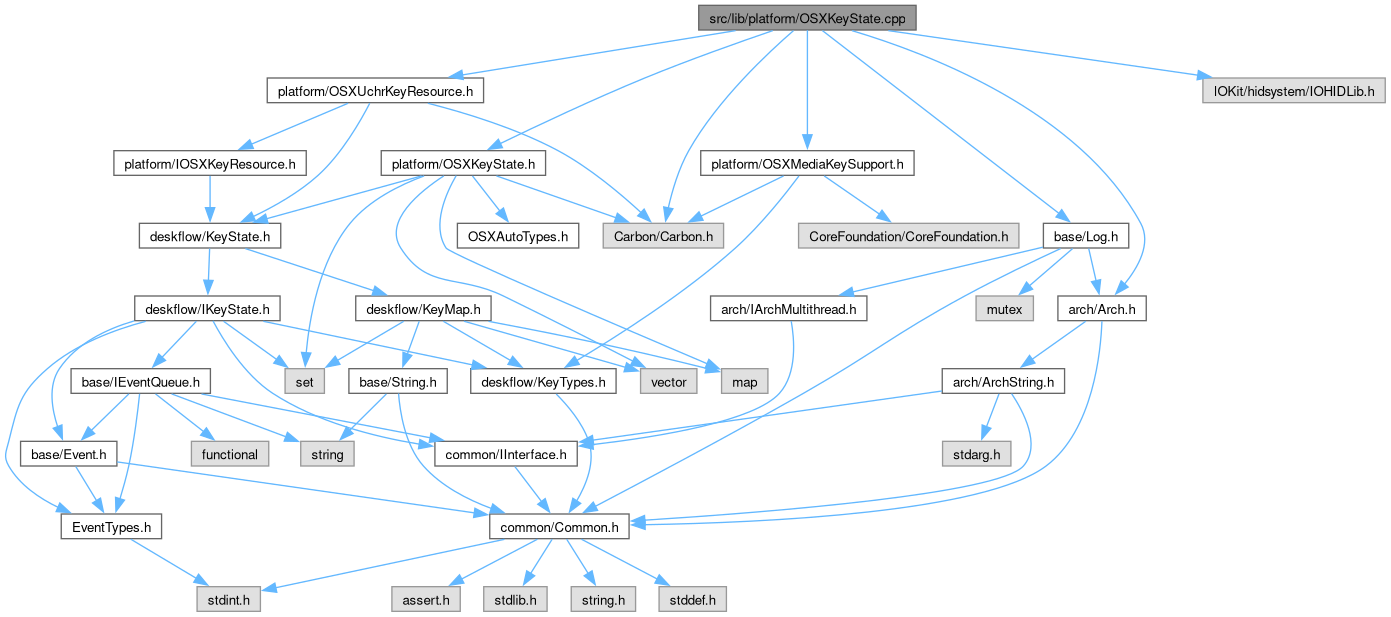 src/lib/platform/OSXKeyState.cpp
platform/OSXUchrKeyResource.h
IOKit/hidsystem/IOHIDLib.h
platform/IOSXKeyResource.h
platform/OSXKeyState.h
platform/OSXMediaKeySupport.h
deskflow/KeyState.h
OSXAutoTypes.h
Carbon/Carbon.h
CoreFoundation/CoreFoundation.h
base/Log.h
deskflow/IKeyState.h
deskflow/KeyMap.h
arch/IArchMultithread.h
mutex
arch/Arch.h
base/IEventQueue.h
set
base/String.h
deskflow/KeyTypes.h
vector
map
arch/ArchString.h
base/Event.h
functional
string
common/IInterface.h
stdarg.h
EventTypes.h
common/Common.h
stdint.h
assert.h
stdlib.h
string.h
stddef.h